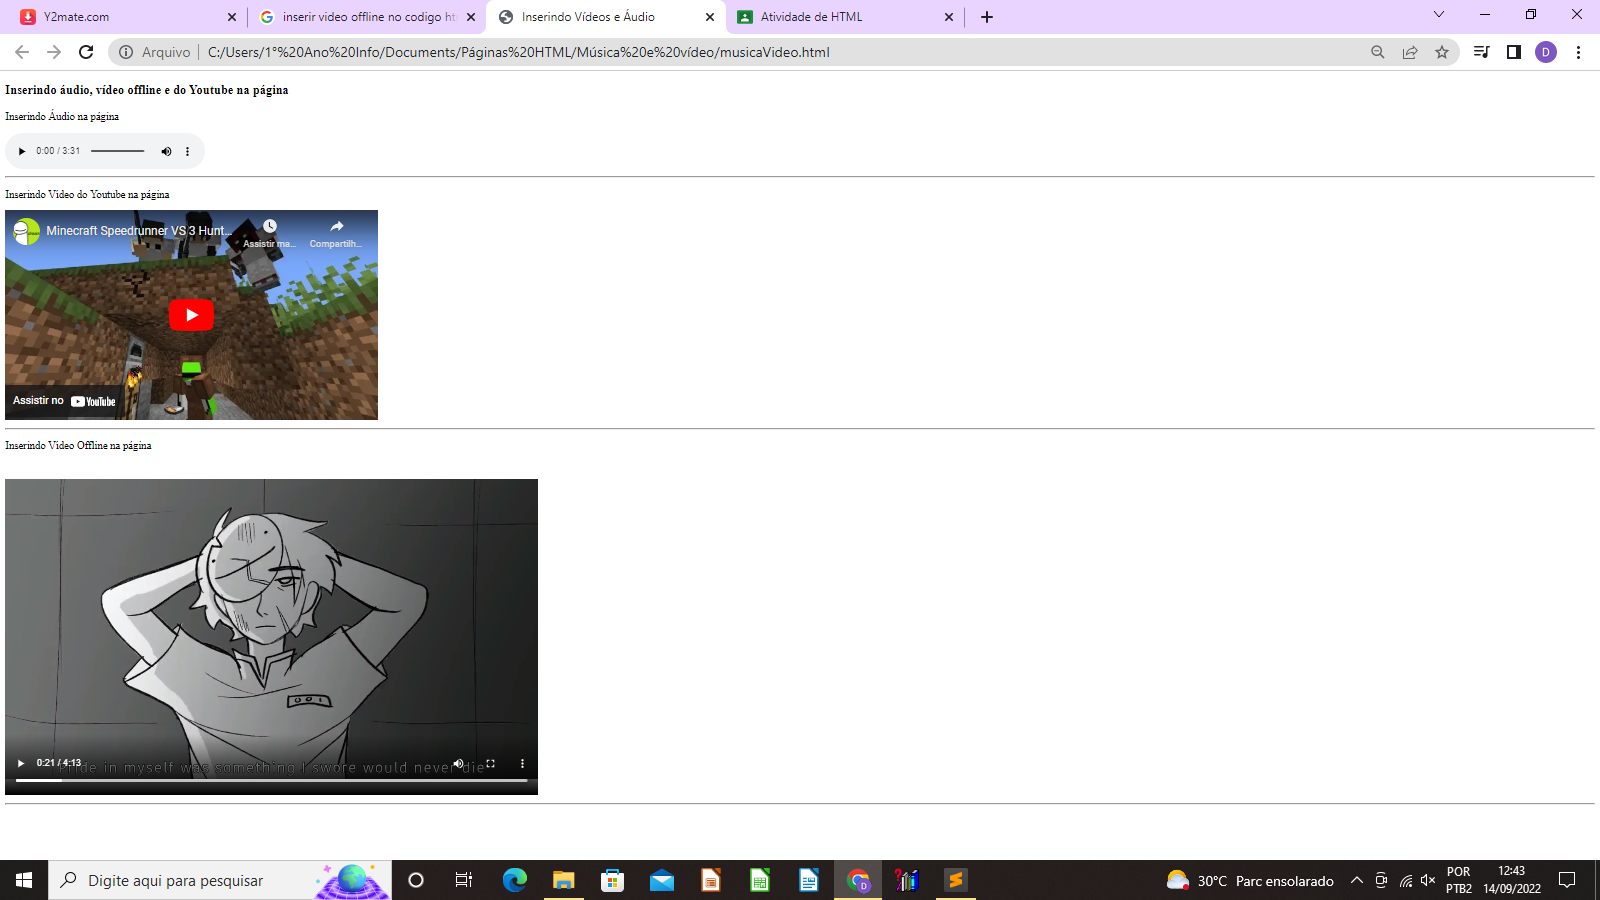 Y2mate.com
inserir video offline no codigo ht
Inserindo Vídeos e Áudio
Atividade de HTML
Arquivo
C:/Users/1°%20Ano%20Info/Documents/Páginas%20HTML/Música%20e%20vídeo/musicaVideo.html
D
Inserindo áudio, vídeo offline e do Youtube na página
Inserindo Áudio na página
0:00 / 3:31
Inserindo Vídeo do Youtube na página
Minecraft Speedrunner VS 3 Hunt...
Assistir ma...
Compartilh...
Assistir no YouTube
Inserindo Vídeo Offline na página
001
0:21 / 4:13
Pride in myself was something I swore would never die
Digite aqui para pesquisar
30°C Parc ensolarado
POR
PTB2
12:43
14/09/2022